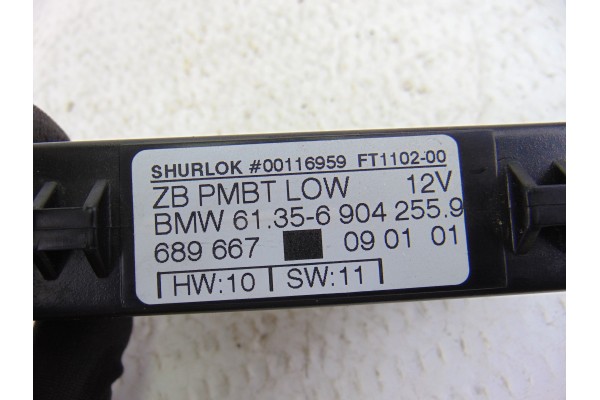 SHURLOK #00116959 FT1102-00
ZB PMBT LOW 12V
BMW 61.35-6 904 255.9
689 667 09 01 01
HW:10 SW:11